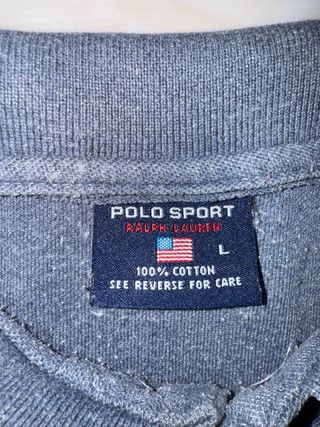 POLO SPORT
RALPH LAUREN
L
100% COTTON
SEE REVERSE FOR CARE